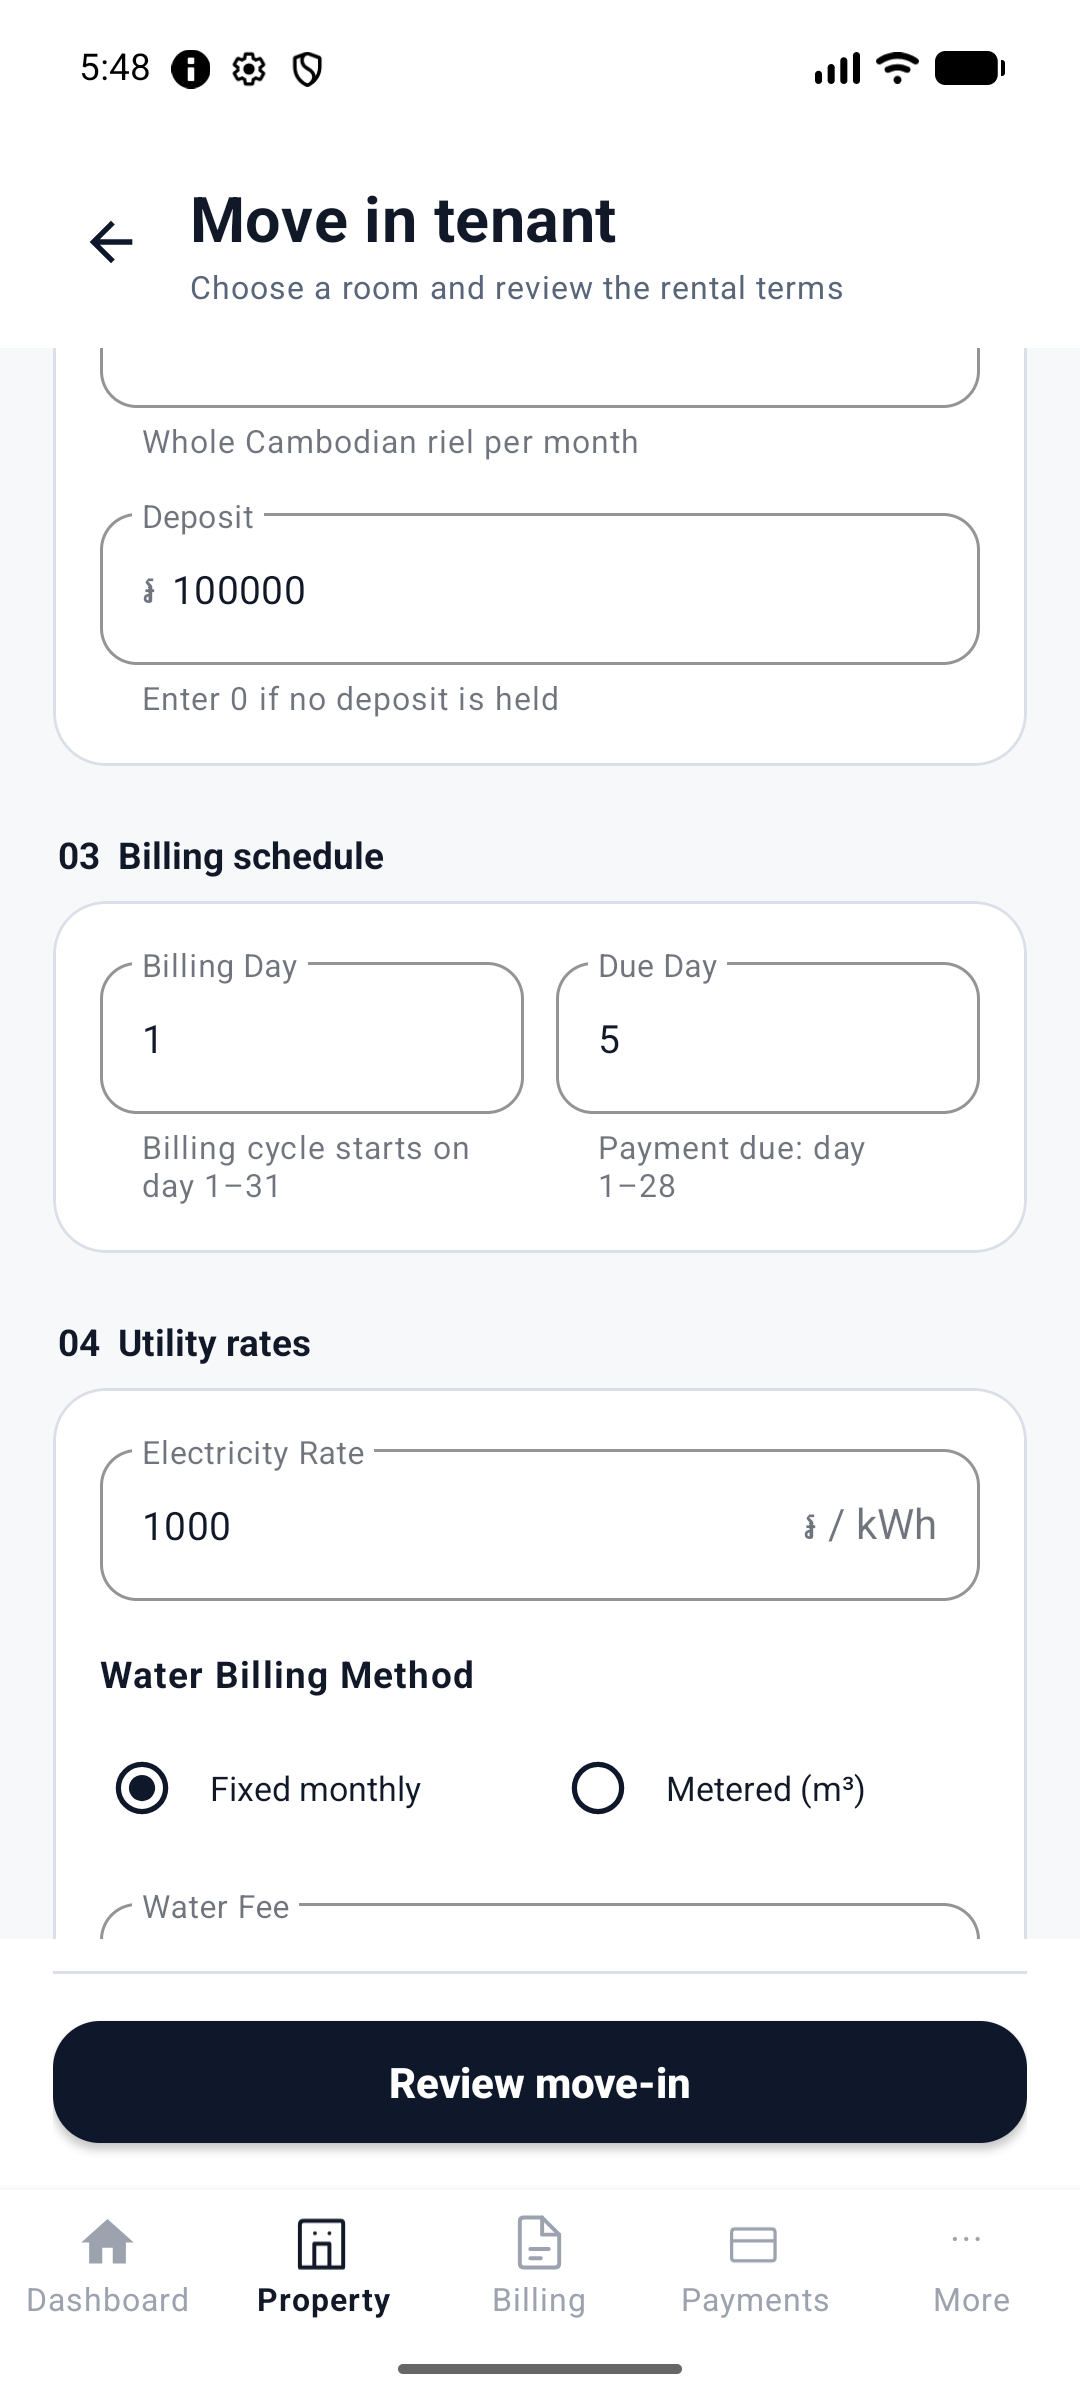 5:48
Move in tenant
Choose a room and review the rental terms
Whole Cambodian riel per month
Deposit
៛ 100000
Enter 0 if no deposit is held
03 Billing schedule
Billing Day
1
Billing cycle starts on
day 1–31
Due Day
5
Payment due: day
1–28
04 Utility rates
Electricity Rate
1000 ៛ / kWh
Water Billing Method
Fixed monthly
Metered (m³)
Water Fee
Review move-in
Dashboard
Property
Billing
Payments
More